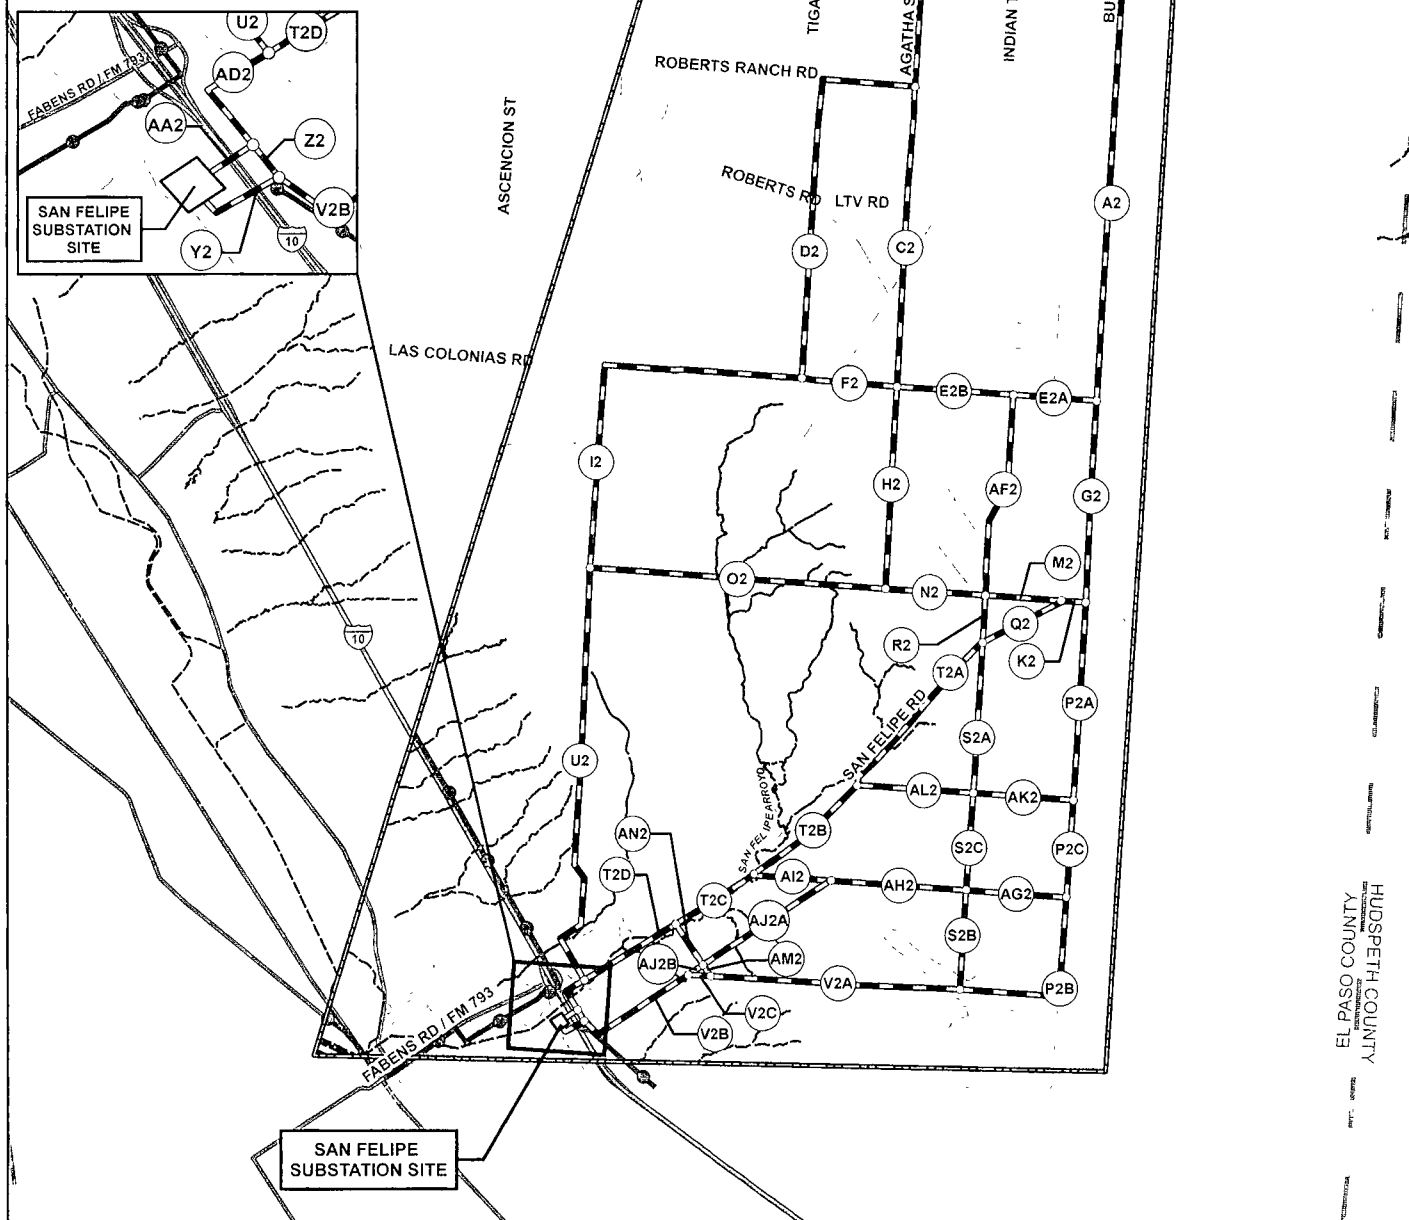 U2
T2D
AD2
FABENS RD / FM 793
AA2
Z2
SAN FELIPE
SUBSTATION
SITE
V2B
Y2
10
TIGA
AGATHA S
INDIAN T
BU
ROBERTS RANCH RD
ASCENCION ST
ROBERTS RD
LTV RD
A2
D2
C2
LAS COLONIAS RD
F2
E2B
E2A
I2
H2
AF2
G2
M2
O2
N2
Q2
10
R2
K2
T2A
P2A
SAN FELIPE RD
S2A
U2
AL2
AK2
SAN FELIPE ARROYO
AN2
T2B
S2C
P2C
T2D
AI2
AH2
AG2
T2C
AJ2A
S2B
AJ2B
AM2
V2A
P2B
V2C
V2B
FABENS RD / FM 793
HUDSPETH COUNTY
EL PASO COUNTY
SAN FELIPE
SUBSTATION SITE